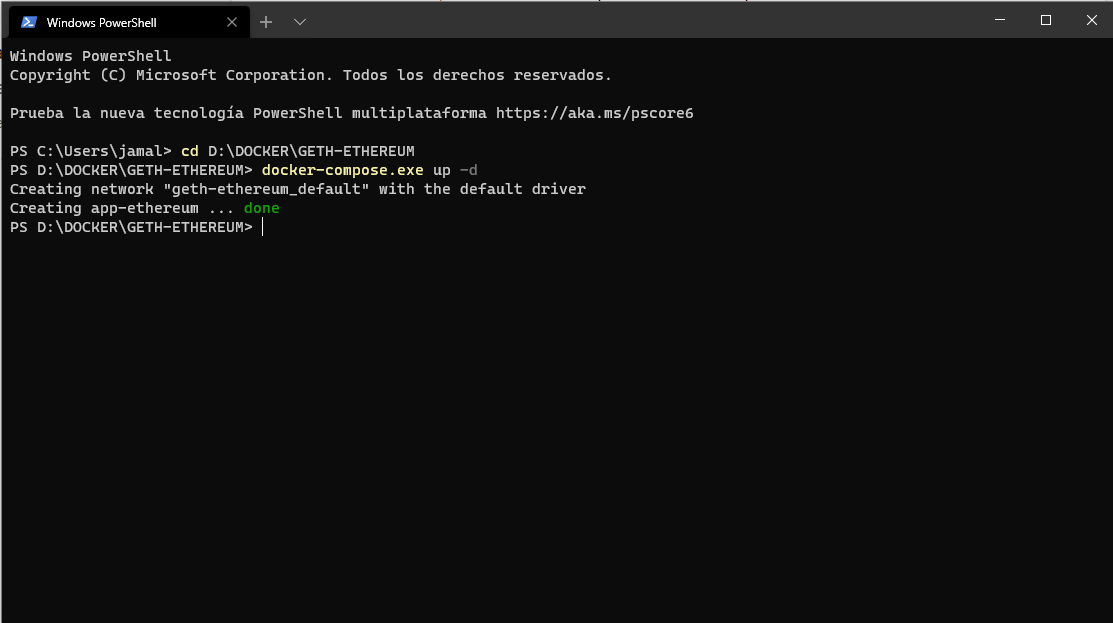 Windows PowerShell
Windows PowerShell
Copyright (C) Microsoft Corporation. Todos los derechos reservados.
Prueba la nueva tecnología PowerShell multiplataforma https://aka.ms/pscore6
PS C:\Users\jamal> cd D:\DOCKER\GETH-ETHEREUM
PS D:\DOCKER\GETH-ETHEREUM> docker-compose.exe up -d
Creating network "geth-ethereum_default" with the default driver
Creating app-ethereum ... done
PS D:\DOCKER\GETH-ETHEREUM>